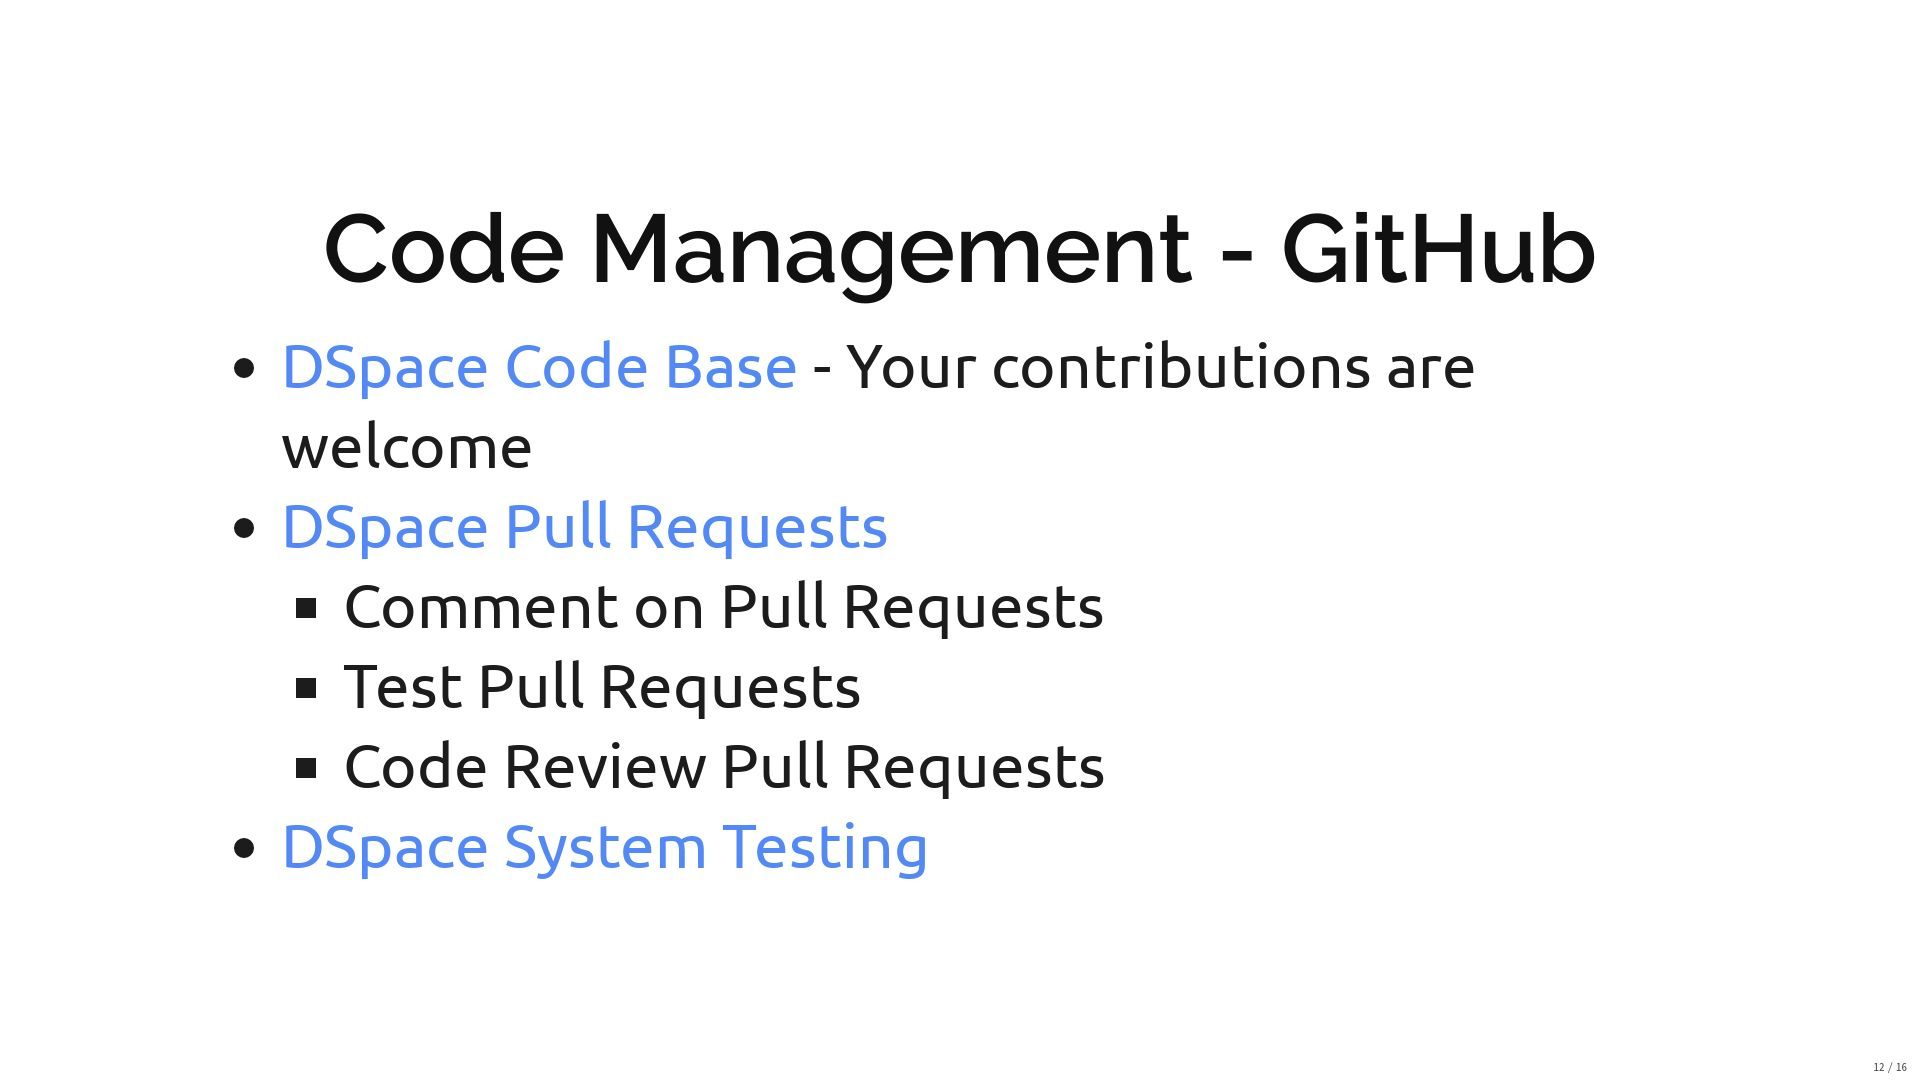 Code Management - GitHub
DSpace Code Base - Your contributions are
welcome
DSpace Pull Requests
Comment on Pull Requests
Test Pull Requests
Code Review Pull Requests
DSpace System Testing
12 / 16